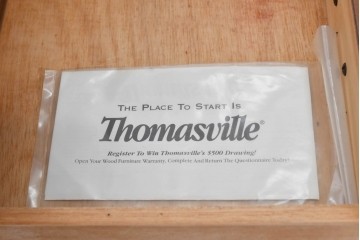 The Place To Start Is
Thomasville®
Register To Win Thomasville's $500 Drawing!
Open Your Wood Furniture Warranty. Complete And Return The Questionnaire Today!